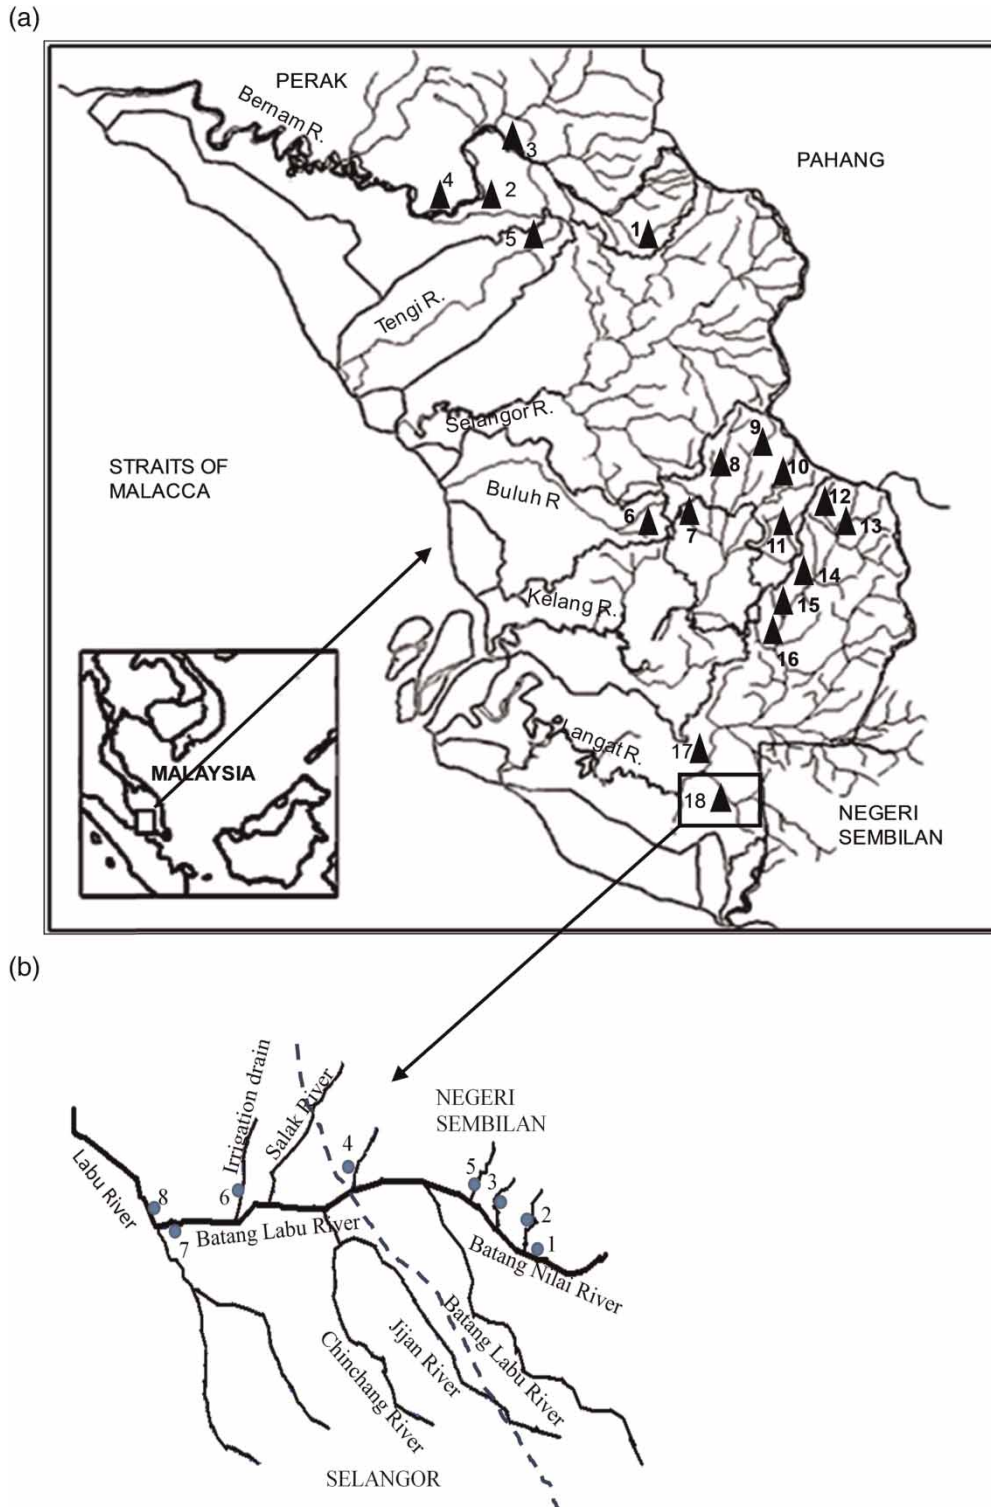 (a)
PERAK
Bernam R.
PAHANG
3
4
2
5
1
Tengi R.
Selangor R.
STRAITS OF
MALACCA
Buluh R
9
8
10
12
6
7
11
13
14
Kelang R.
15
16
MALAYSIA
Langat R.
17
18
NEGERI
SEMBILAN
(b)
Irrigation drain
Salak River
NEGERI
SEMBILAN
Labu River
4
5
3
6
8
2
7
Batang Labu River
1
Batang Nilai River
Batang Labu River
Jijan River
Chinchang River
SELANGOR